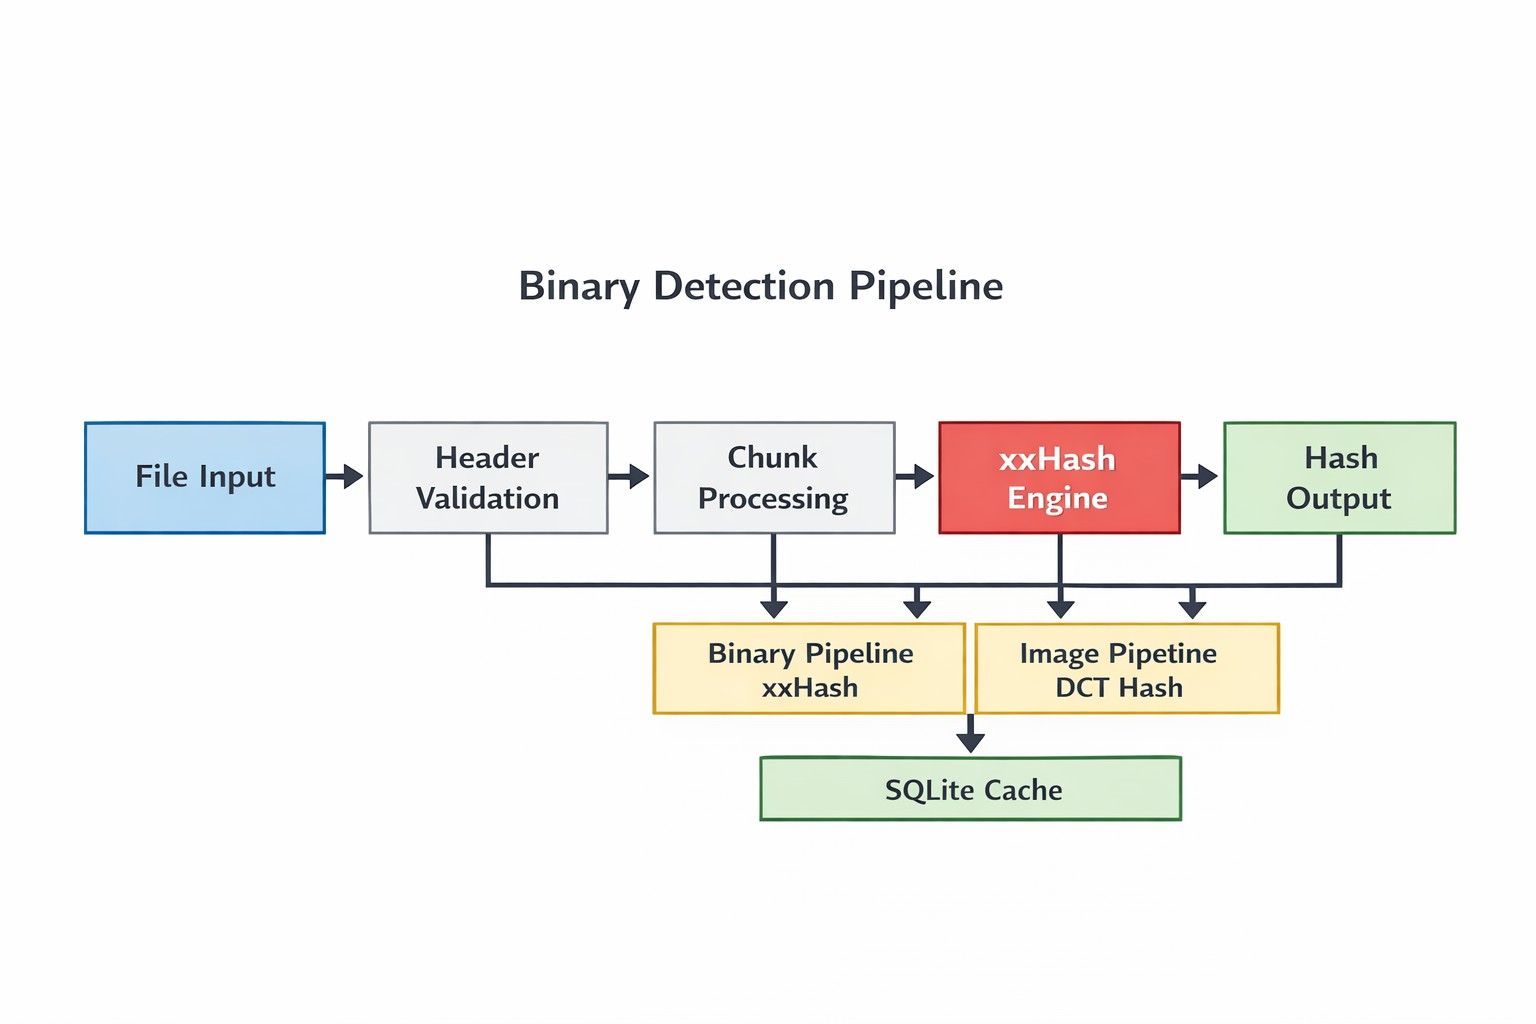 Binary Detection Pipeline
File Input
Header
Validation
Chunk
Processing
xxHash
Engine
Hash
Output
Binary Pipeline
xxHash
Image Pipetine
DCT Hash
SQLite Cache